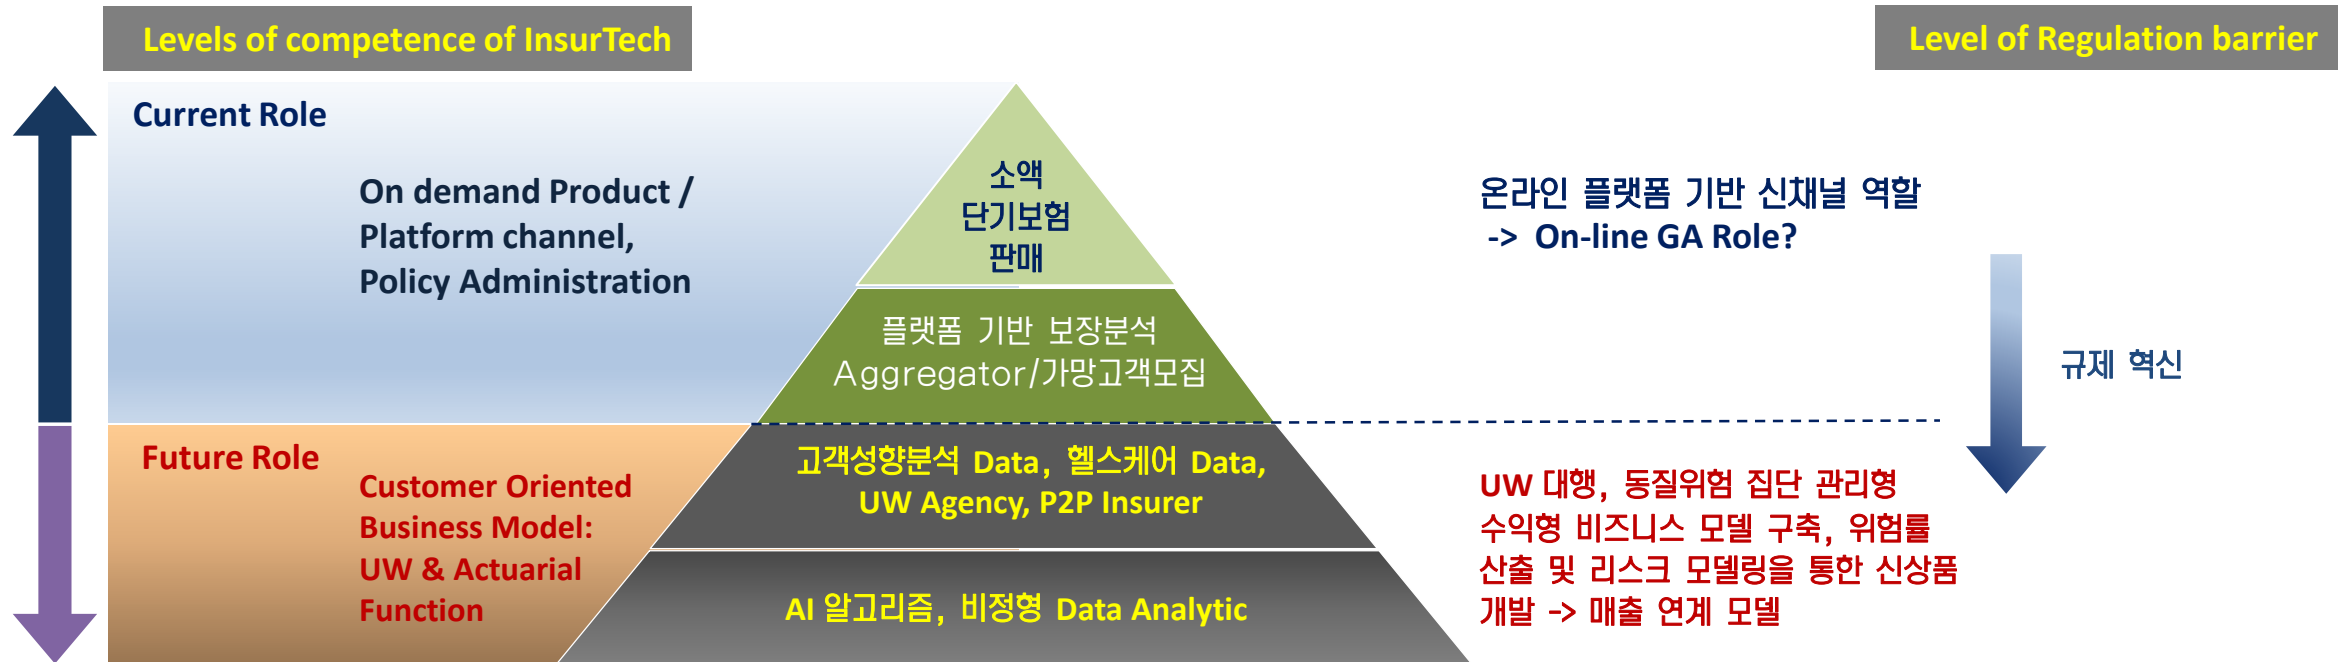 Levels of competence of InsurTech
Level of Regulation barrier
Current Role
On demand Product /
Platform channel,
Policy Administration
소액
단기보험
판매
온라인 플랫폼 기반 신채널 역할
-> On-line GA Role?
플랫폼 기반 보장분석
Aggregator/가망고객모집
규제 혁신
Future Role
Customer Oriented
Business Model:
UW & Actuarial
Function
고객성향분석 Data, 헬스케어 Data,
UW Agency, P2P Insurer
AI 알고리즘, 비정형 Data Analytic
UW 대행, 동질위험 집단 관리형
수익형 비즈니스 모델 구축, 위험률
산출 및 리스크 모델링을 통한 신상품
개발 -> 매출 연계 모델